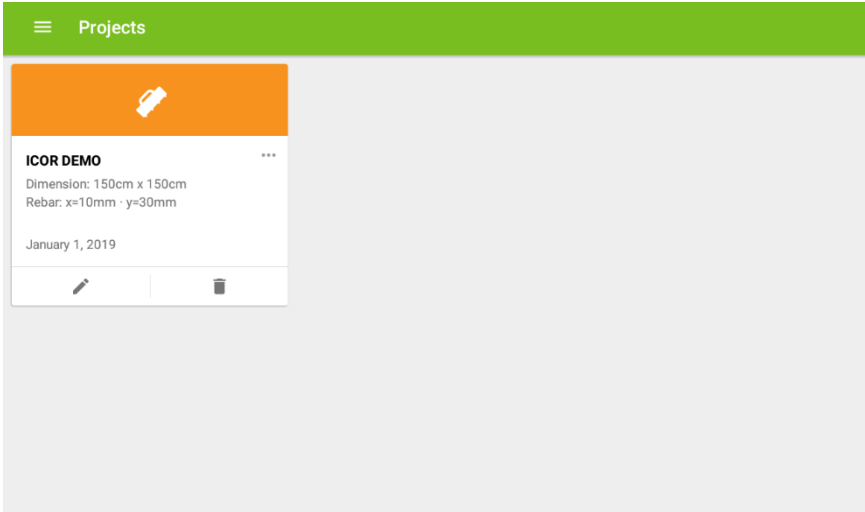 Projects
ICOR DEMO
Dimension: 150cm x 150cm
Rebar: x=10mm · y=30mm
January 1, 2019